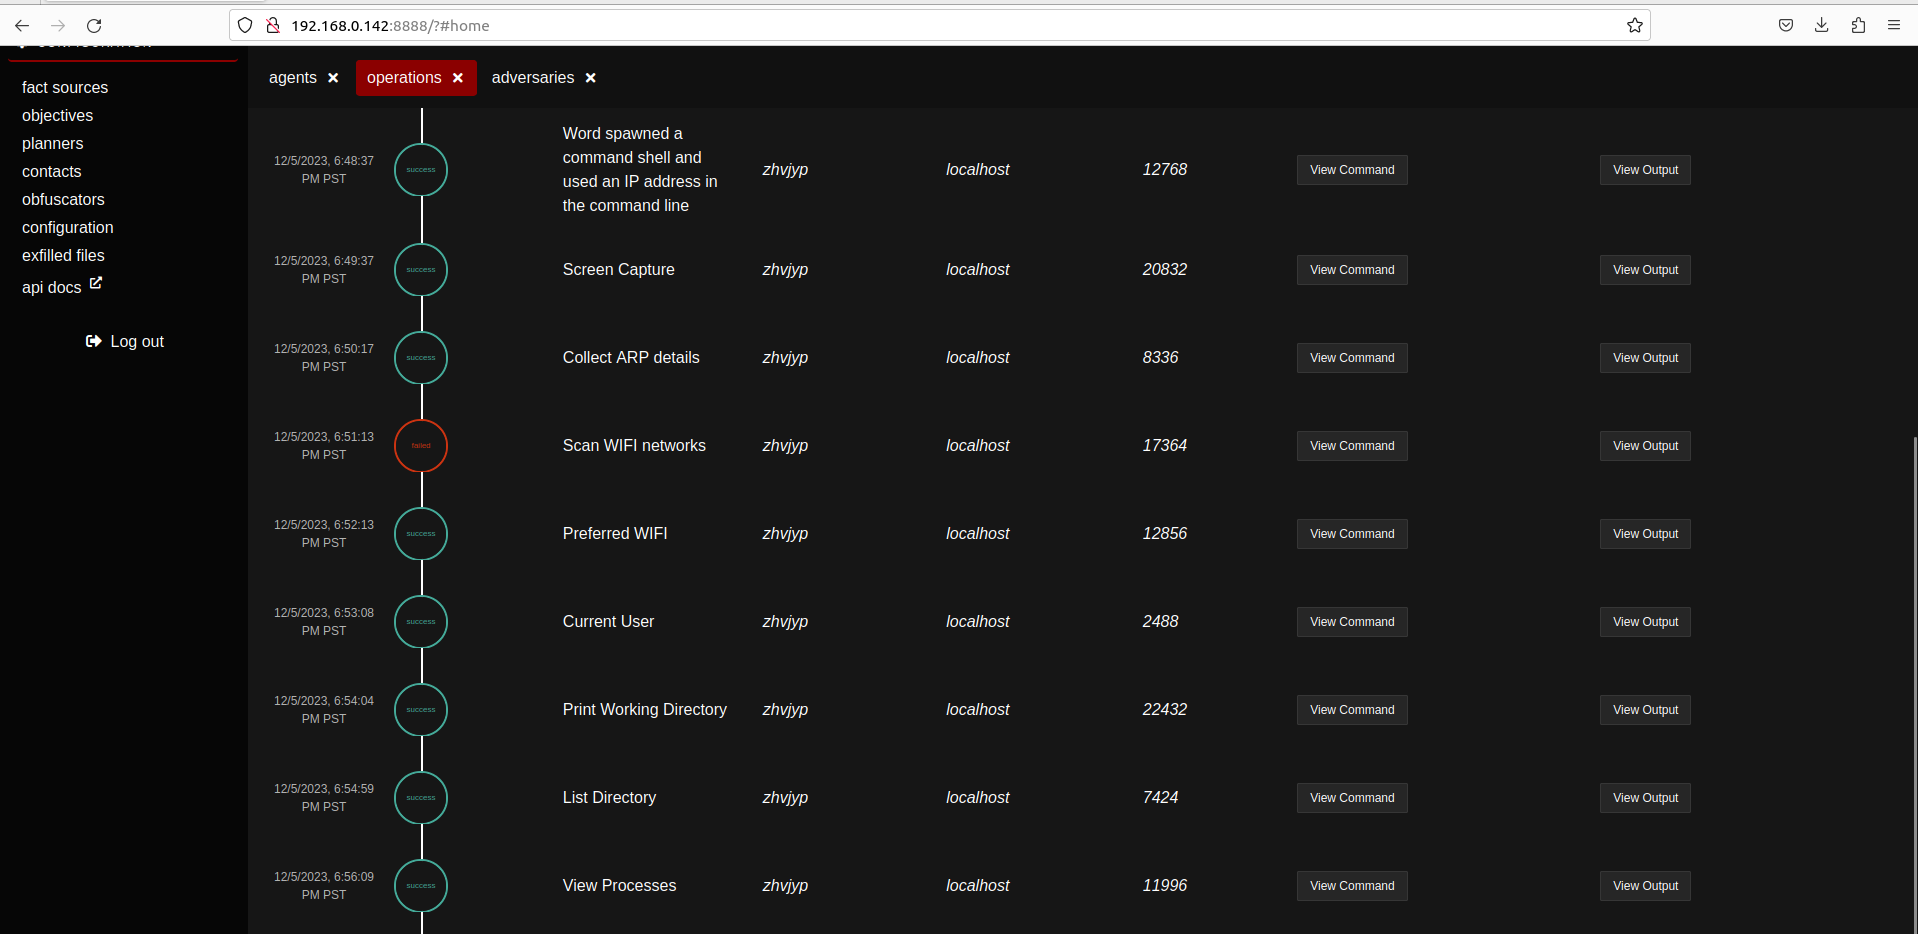 192.168.0.142:8888/?#home
fact sources
objectives
planners
contacts
obfuscators
configuration
exfilled files
api docs
Log out
agents ✖ operations ✖ adversaries ✖
12/5/2023, 6:48:37
PM PST
success
Word spawned a
command shell and
used an IP address in
the command line
zhvjyp localhost 12768 View Command View Output
12/5/2023, 6:49:37
PM PST
success
Screen Capture zhvjyp localhost 20832 View Command View Output
12/5/2023, 6:50:17
PM PST
success
Collect ARP details zhvjyp localhost 8336 View Command View Output
12/5/2023, 6:51:13
PM PST
failed
Scan WIFI networks zhvjyp localhost 17364 View Command View Output
12/5/2023, 6:52:13
PM PST
success
Preferred WIFI zhvjyp localhost 12856 View Command View Output
12/5/2023, 6:53:08
PM PST
success
Current User zhvjyp localhost 2488 View Command View Output
12/5/2023, 6:54:04
PM PST
success
Print Working Directory zhvjyp localhost 22432 View Command View Output
12/5/2023, 6:54:59
PM PST
success
List Directory zhvjyp localhost 7424 View Command View Output
12/5/2023, 6:56:09
PM PST
success
View Processes zhvjyp localhost 11996 View Command View Output